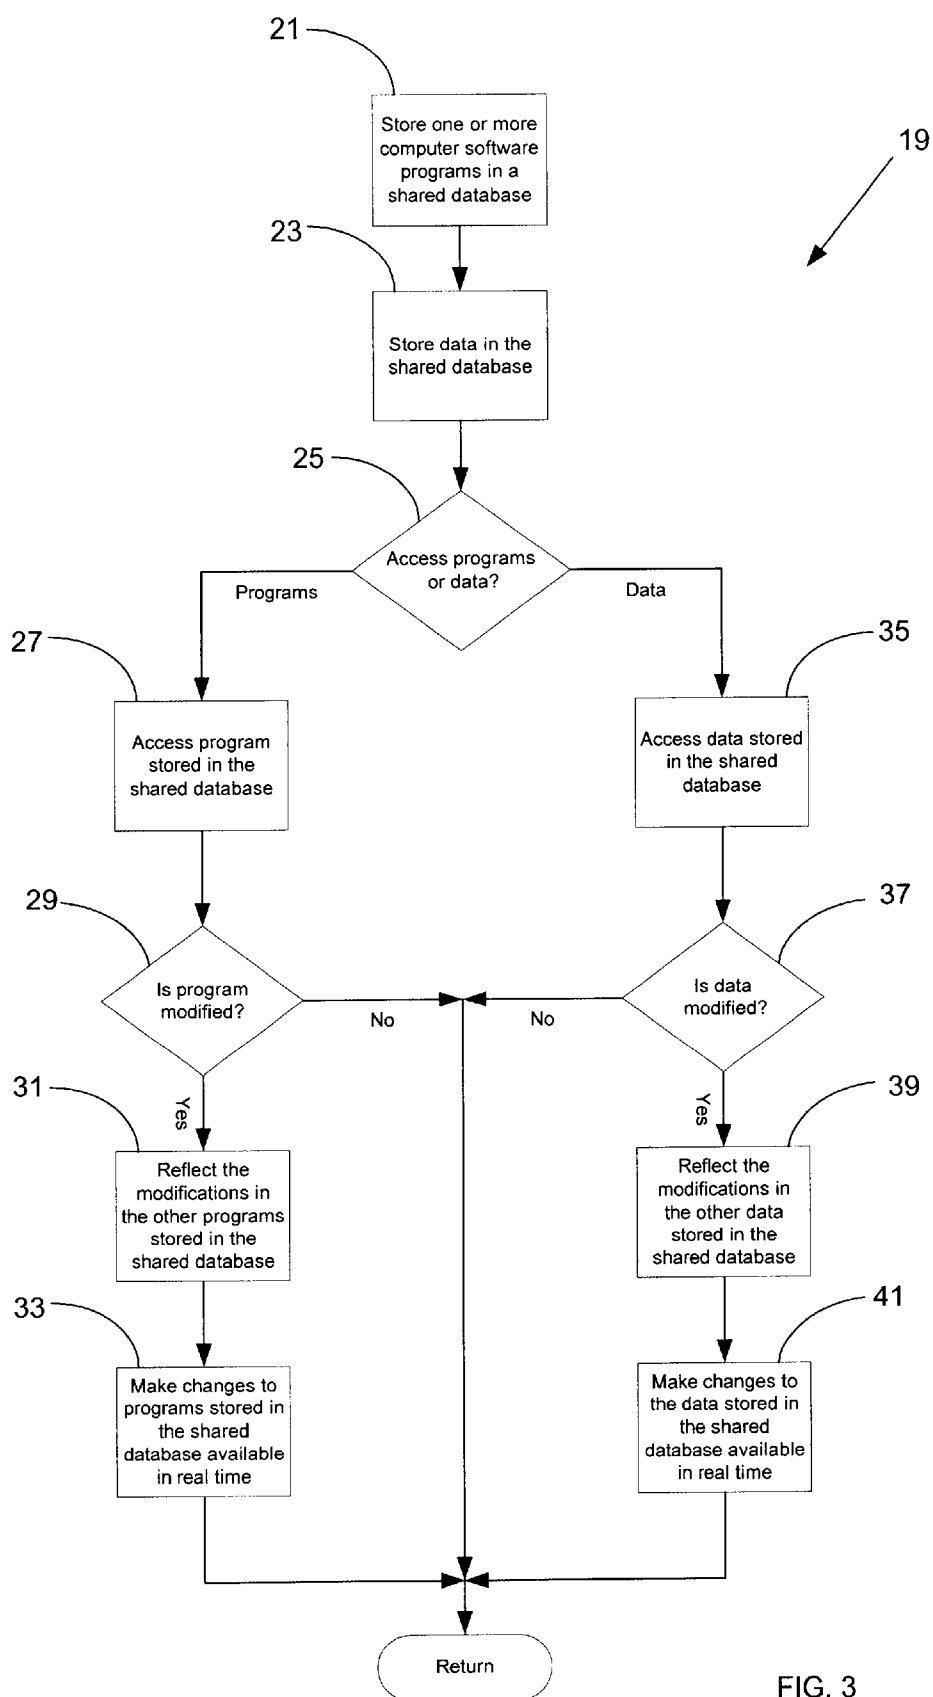 21
Store one or more
computer software
programs in a
shared database
19
23
Store data in the
shared database
25
Access programs
or data?
Programs
Data
27
Access program
stored in the
shared database
35
Access data stored
in the shared
database
29
Is program
modified?
No
37
Is data
modified?
No
Yes
Yes
31
Reflect the
modifications in
the other programs
stored in the
shared database
39
Reflect the
modifications in
the other data
stored in the
shared database
33
Make changes to
programs stored in
the shared
database available
in real time
41
Make changes to
the data stored in
the shared
database available
in real time
Return
FIG. 3